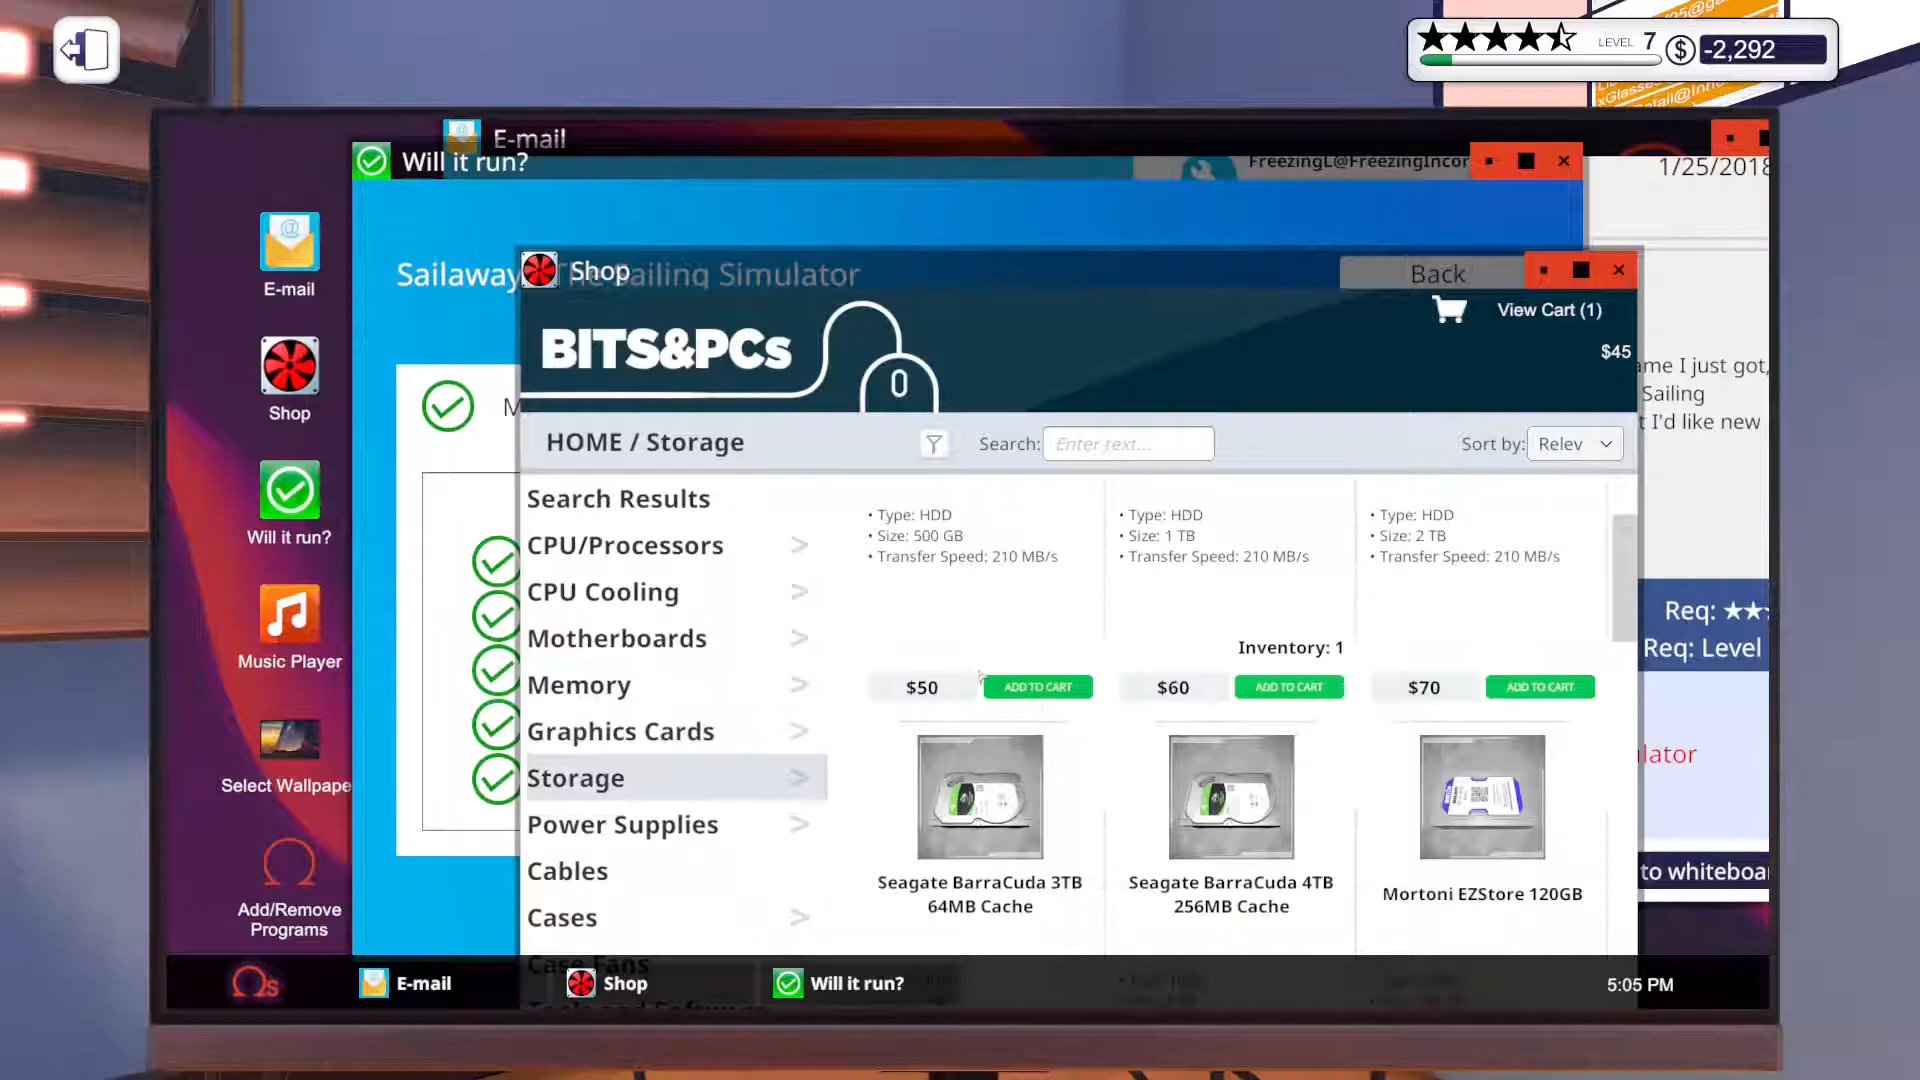 LEVEL 7
$ -2,292
E-mail
Will it run?
FreezingL@FreezingIncor
1/25/2018
Sailaway
The Sailing Simulator
Shop
Back
View Cart (1)
$45
BITS&PCs
ame I just got,
Sailing
t I'd like new
HOME / Storage
Search:
Enter text...
Sort by:
Relev
Search Results
CPU/Processors >
CPU Cooling >
Motherboards >
Memory >
Graphics Cards >
Storage >
Power Supplies >
Cables
Cases >
Case Fans
• Type: HDD
• Size: 500 GB
• Transfer Speed: 210 MB/s
$50
ADD TO CART
• Type: HDD
• Size: 1 TB
• Transfer Speed: 210 MB/s
Inventory: 1
$60
ADD TO CART
• Type: HDD
• Size: 2 TB
• Transfer Speed: 210 MB/s
$70
ADD TO CART
Seagate BarraCuda 3TB
64MB Cache
Seagate BarraCuda 4TB
256MB Cache
Mortoni EZStore 120GB
Req: ★★
Req: Level
lator
to whiteboa
E-mail
Shop
Will it run?
Music Player
Select Wallpape
Add/Remove
Programs
Ωs
E-mail
Shop
Will it run?
5:05 PM